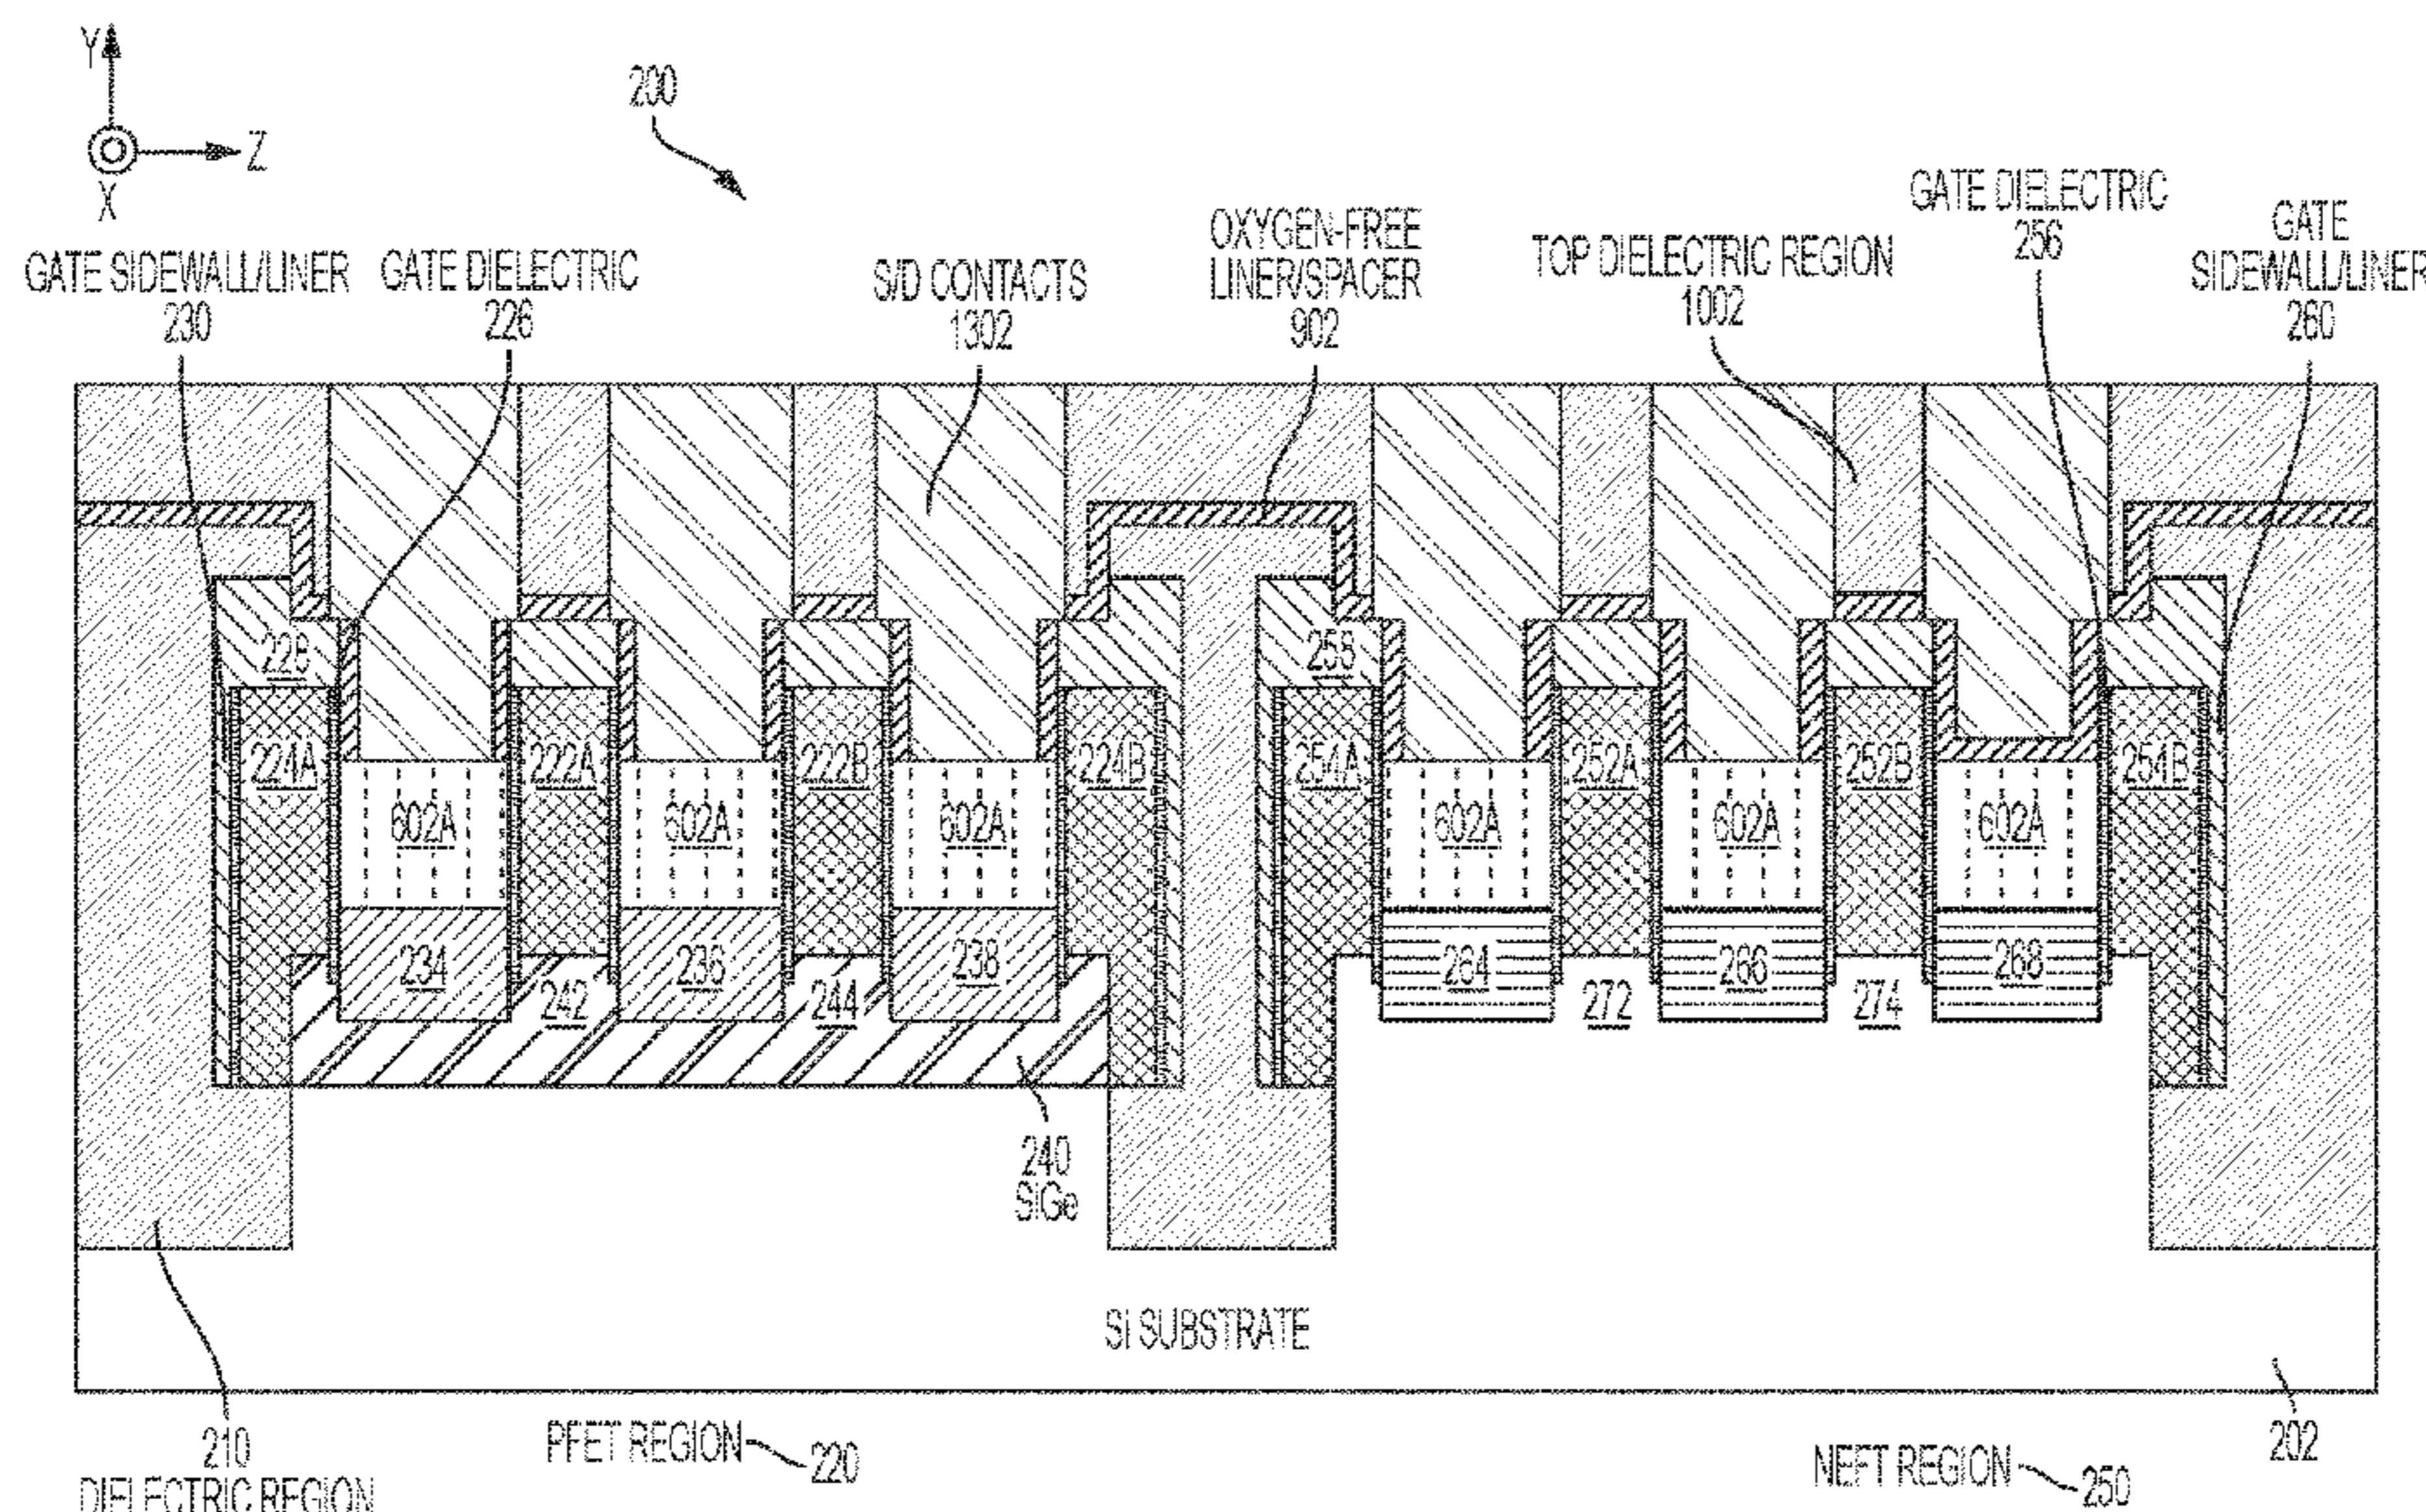 Y
Z
X
200
GATE SIDEWALL/LINER
230
GATE DIELECTRIC
226
S/D CONTACTS
1302
OXYGEN-FREE
LINER/SPACER
902
TOP DIELECTRIC REGION
1002
GATE DIELECTRIC
256
GATE
SIDEWALL/LINER
260
228
258
224A
602A
222A
602A
222B
602A
224B
254A
602A
252A
602A
252B
602A
254B
234
242
236
244
238
264
272
266
274
268
240
SiGe
Si SUBSTRATE
210
DIELECTRIC REGION
PFET REGION
220
NEFT REGION
250
202